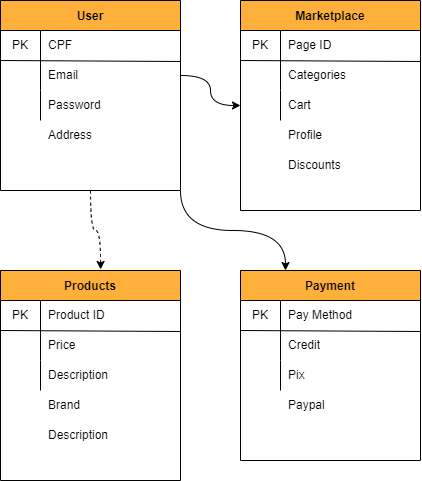 User
PK CPF
Email
Password
Address
Marketplace
PK Page ID
Categories
Cart
Profile
Discounts
Products
PK Product ID
Price
Description
Brand
Description
Payment
PK Pay Method
Credit
Pix
Paypal